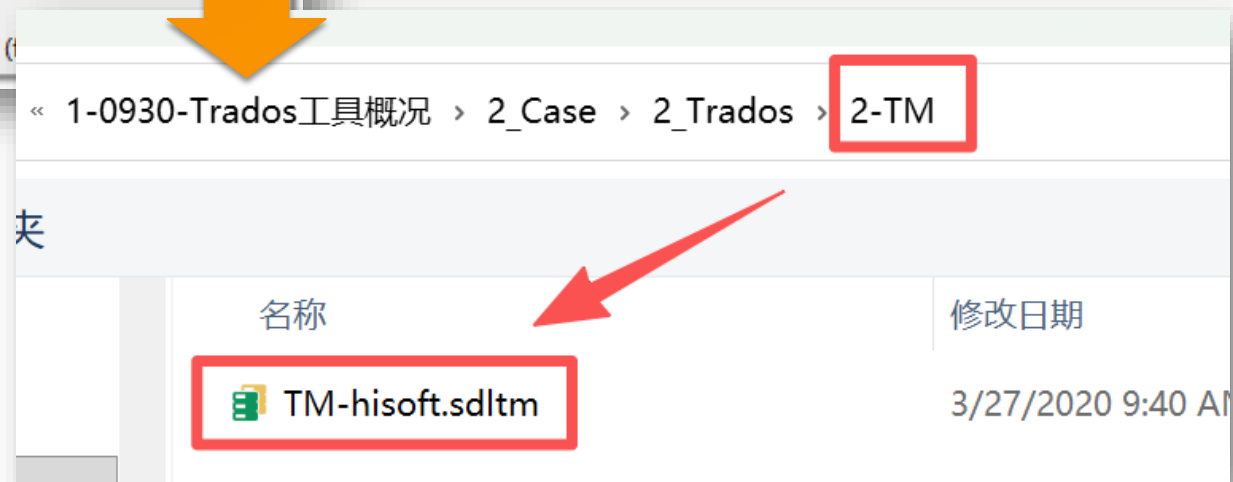 « 1-0930-Trados工具概况 › 2_Case › 2_Trados › 2-TM
夹
名称 修改日期
TM-hisoft.sdltm 3/27/2020 9:40